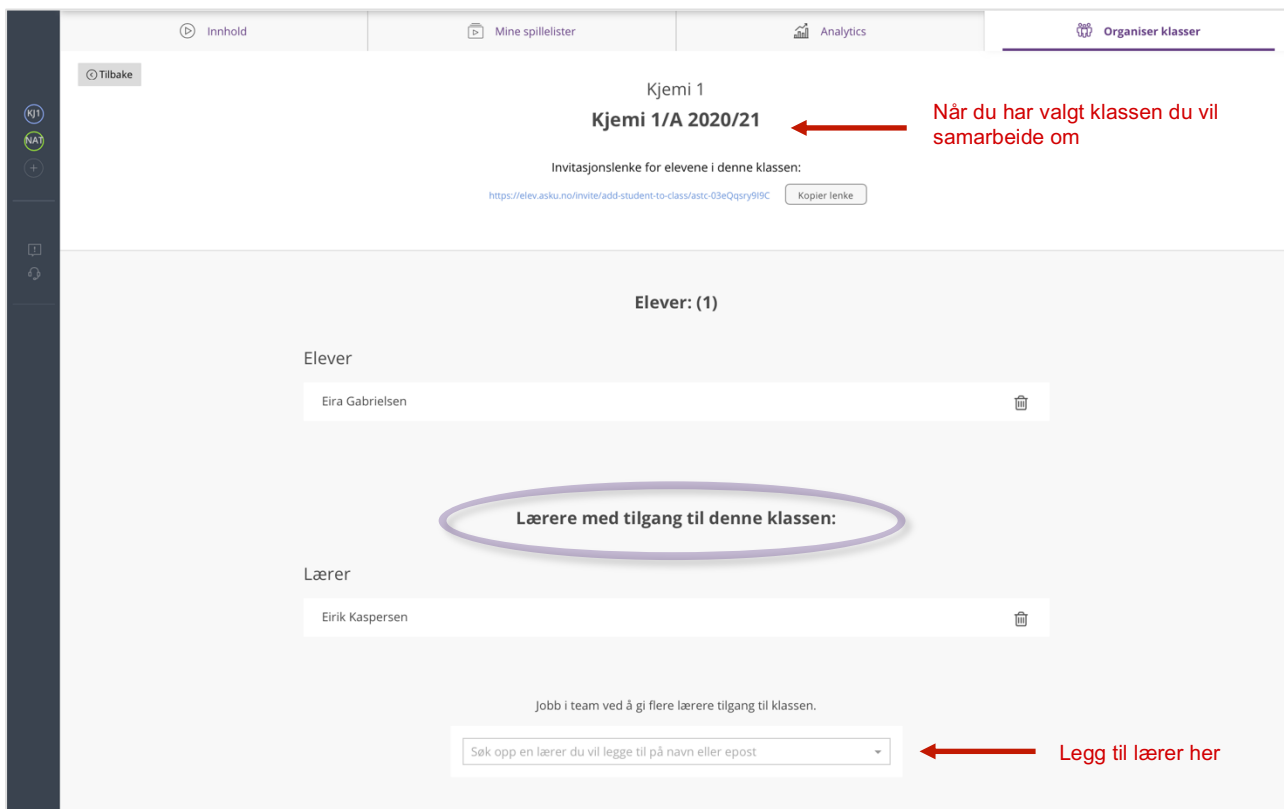 Innhold
Mine spillelister
Analytics
Organiser klasser
Tilbake
KJ1
NAT
Kjemi 1
Kjemi 1/A 2020/21
Når du har valgt klassen du vil
samarbeide om
Invitasjonslenke for elevene i denne klassen:
https://elev.asku.no/invite/add-student-to-class/astc-03eQqsry9I9C
Kopier lenke
Elever: (1)
Elever
Eira Gabrielsen
Lærere med tilgang til denne klassen:
Lærer
Eirik Kaspersen
Jobb i team ved å gi flere lærere tilgang til klassen.
Søk opp en lærer du vil legge til på navn eller epost
Legg til lærer her